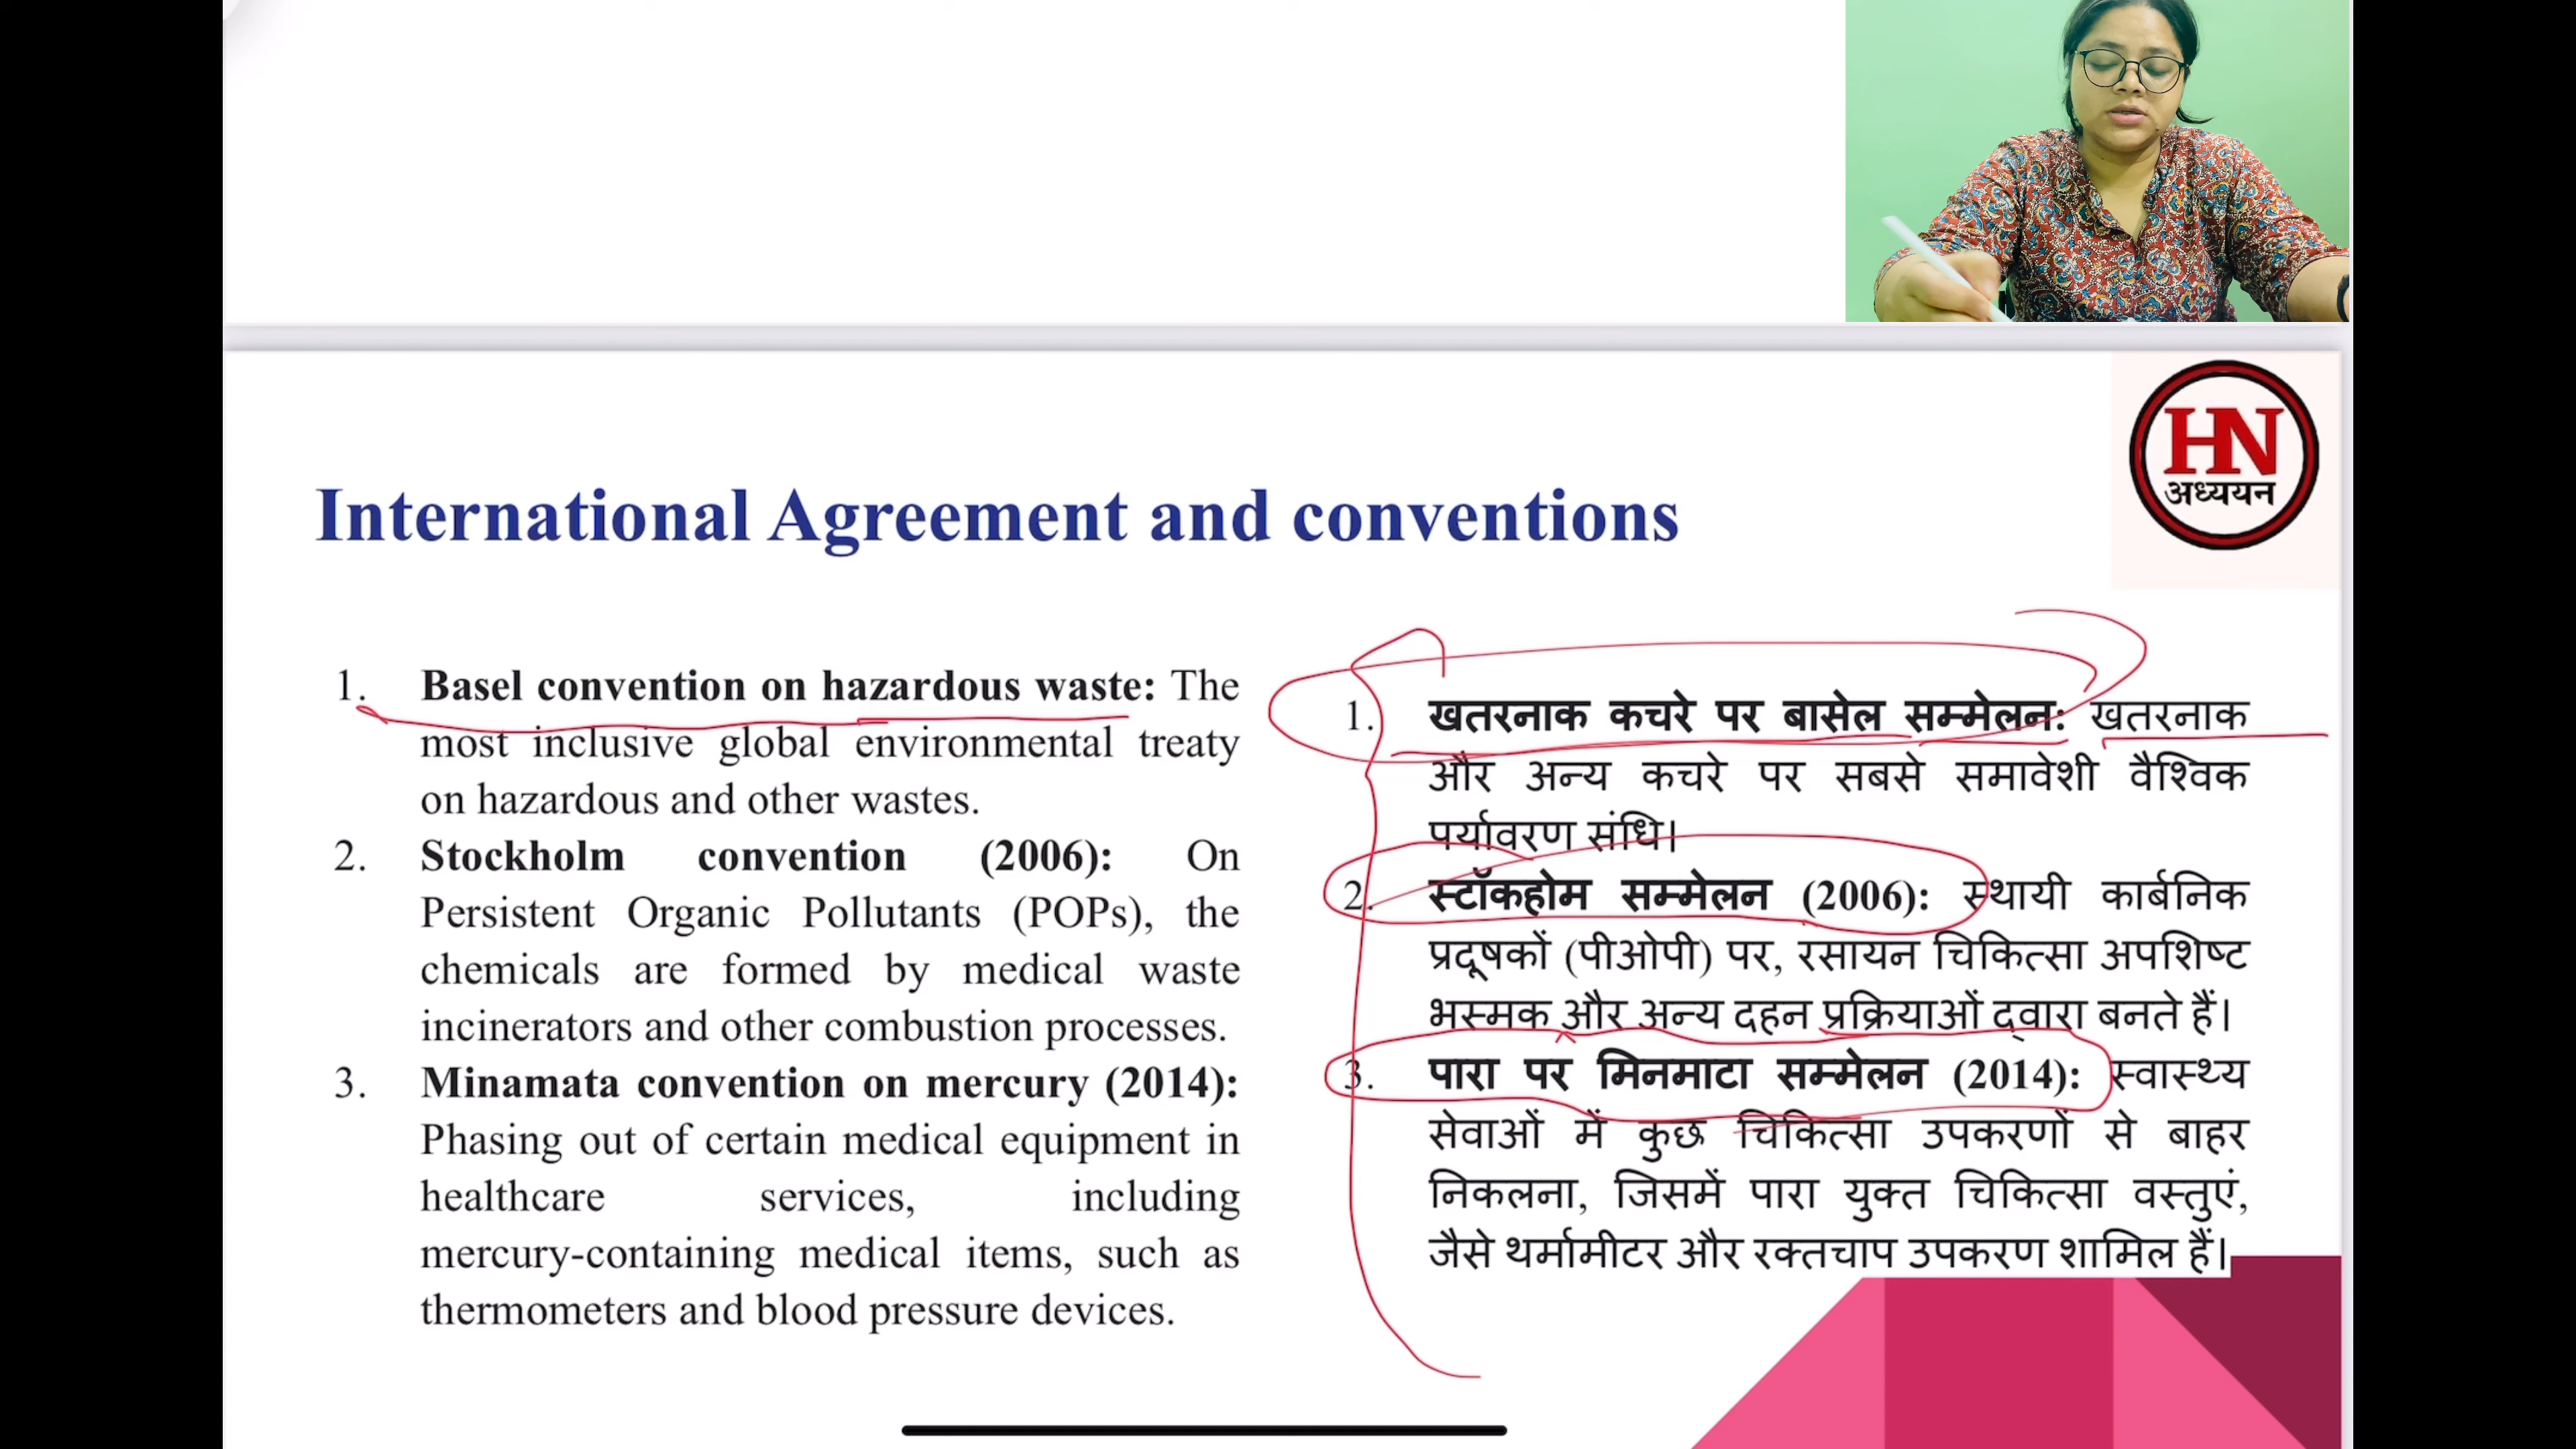 HN
अध्ययन
International Agreement and conventions
1. Basel convention on hazardous waste: The
most inclusive global environmental treaty
on hazardous and other wastes.
2. Stockholm convention (2006): On
Persistent Organic Pollutants (POPs), the
chemicals are formed by medical waste
incinerators and other combustion processes.
3. Minamata convention on mercury (2014):
Phasing out of certain medical equipment in
healthcare services, including
mercury-containing medical items, such as
thermometers and blood pressure devices.
1. खतरनाक कचरे पर बासेल सम्मेलन: खतरनाक
और अन्य कचरे पर सबसे समावेशी वैश्विक
पर्यावरण संधि।
2. स्टॉकहोम सम्मेलन (2006): स्थायी कार्बनिक
प्रदूषकों (पीओपी) पर, रसायन चिकित्सा अपशिष्ट
भस्मक और अन्य दहन प्रक्रियाओं द्वारा बनते हैं।
3. पारा पर मिनमाटा सम्मेलन (2014): स्वास्थ्य
सेवाओं में कुछ चिकित्सा उपकरणों से बाहर
निकलना, जिसमें पारा युक्त चिकित्सा वस्तुएं,
जैसे थर्मामीटर और रक्तचाप उपकरण शामिल हैं।